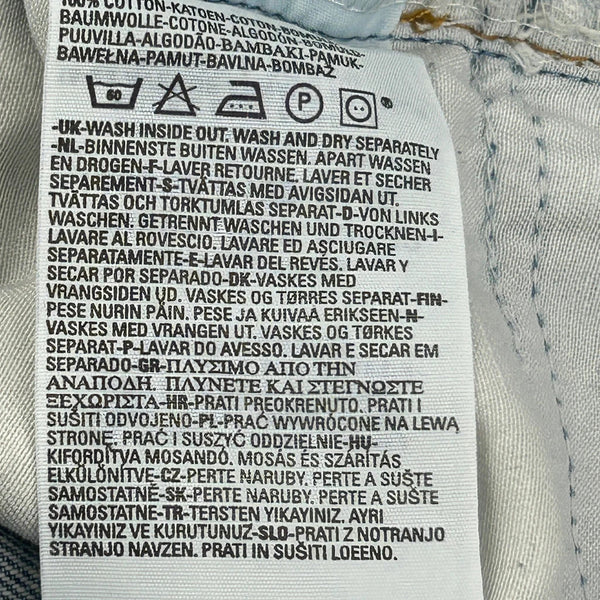 100% COTTON-KATOEN-COTON-BOMULL-
BAUMWOLLE-COTONE-ALGODON-BOMULD-
PUUVILLA-ALGODÃO-ΒΑΜΒΑΚΙ-PAMUK-
BAWEŁNA-PAMUT-BAVLNA-BOMBAŽ
60
P
®
-UK-WASH INSIDE OUT. WASH AND DRY SEPARATELY
-NL-BINNENSTE BUITEN WASSEN. APART WASSEN
EN DROGEN-F-LAVER RETOURNE. LAVER ET SECHER
SEPAREMENT-S-TVÄTTAS MED AVIGSIDAN UT.
TVÄTTAS OCH TORKTUMLAS SEPARAT-D-VON LINKS
WASCHEN. GETRENNT WASCHEN UND TROCKNEN-I-
LAVARE AL ROVESCIO. LAVARE ED ASCIUGARE
SEPARATAMENTE-E-LAVAR DEL REVÉS. LAVAR Y
SECAR POR SEPARADO-DK-VASKES MED
VRANGSIDEN UD. VASKES OG TØRRES SEPARAT-FIN-
PESE NURIN PÄIN. PESE JA KUIVAA ERIKSEEN-N-
VASKES MED VRANGEN UT. VASKES OG TØRKES
SEPARAT-P-LAVAR DO AVESSO. LAVAR E SECAR EM
SEPARADO-GR-ΠΛΥΣΙΜΟ ΑΠΟ ΤΗΝ
ΑΝΑΠΟΔΗ. ΠΛΥΝΕΤΕ ΚΑΙ ΣΤΕΓΝΩΣΤΕ
ΞΕΧΩΡΙΣΤΑ-HR-PRATI PREOKRENUTO. PRATI I
SUŠITI ODVOJENO-PL-PRAĆ WYWRÓCONE NA LEWĄ
STRONĘ. PRAĆ I SUSZYĆ ODDZIELNIE-HU-
KIFORDÍTVA MOSANDÓ. MOSÁS ÉS SZÁRÍTÁS
ELKÜLÖNÍTVE-CZ-PERTE NARUBY. PERTE A SUŠTE
SAMOSTATNĚ-SK-PERTE NARUBY. PERTE A SUŠTE
SAMOSTATNE-TR-TERSTEN YIKAYINIZ. AYRI
YIKAYINIZ VE KURUTUNUZ-SLO-PRATI Z NOTRANJO
STRANJO NAVZEN. PRATI IN SUŠITI LOEENO.